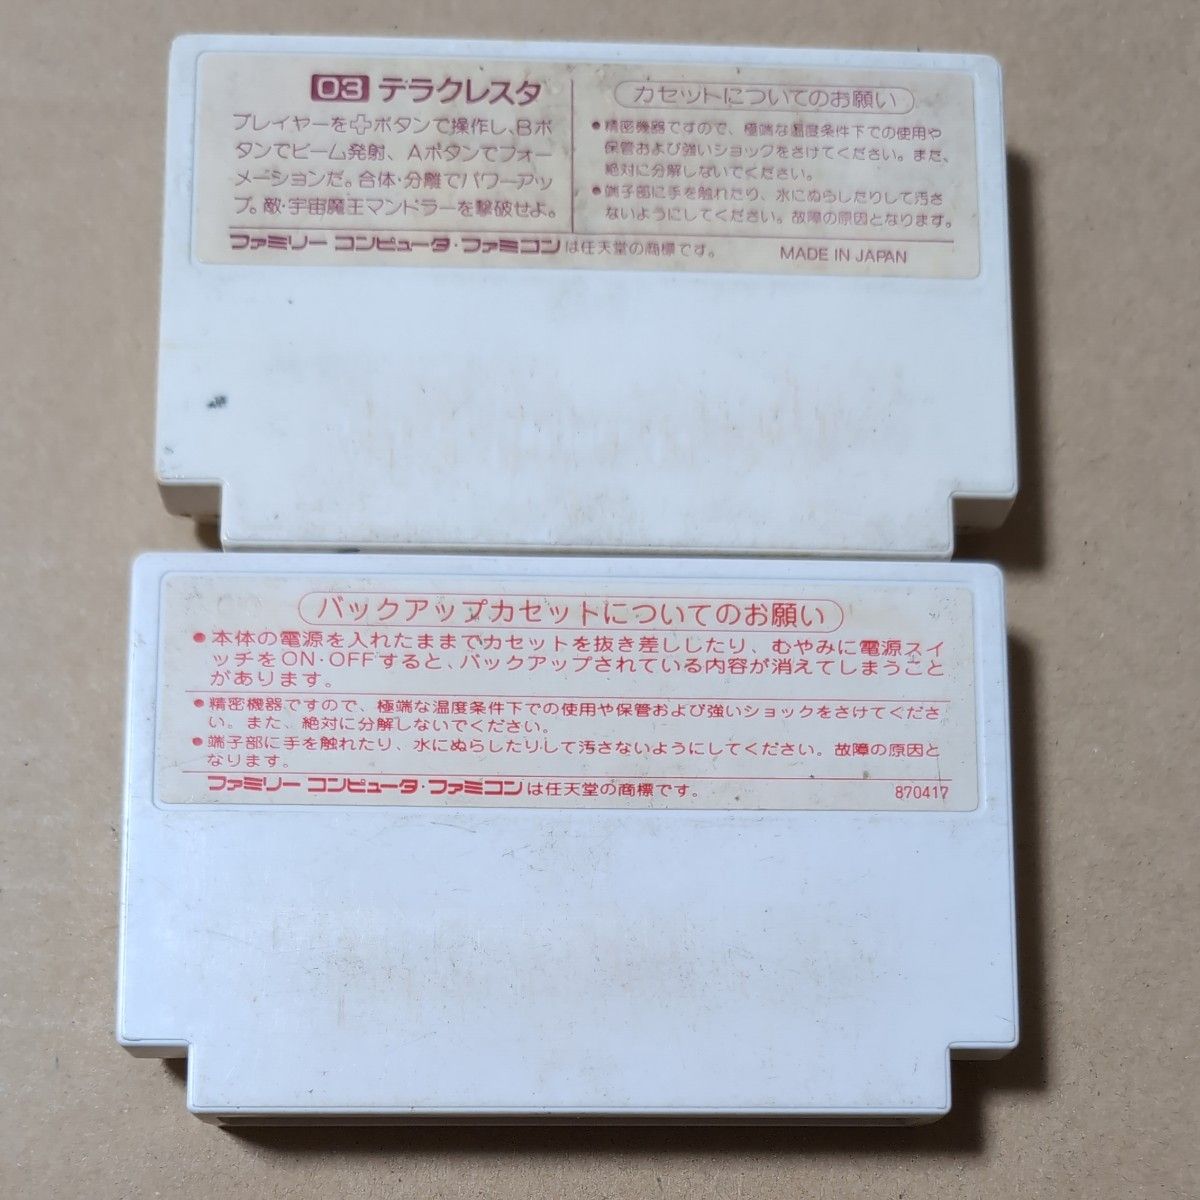 03 テラクレスタ
プレイヤーを✚ボタンで操作し、Bボ
タンでビーム発射、Aボタンでフォー
メーションだ。合体・分離でパワーアッ
プ。敵・宇宙魔王マンドラーを撃破せよ。
カセットについてのお願い
●精密機器ですので、極端な温度条件下での使用や
保管および強いショックをさけてください。また、
絶対に分解しないでください。
●端子部に手を触れたり、水にぬらしたりして汚さ
ないようにしてください。故障の原因となります。
ファミリー コンピュータ・ファミコンは任天堂の商標です。 MADE IN JAPAN
バックアップカセットについてのお願い
●本体の電源を入れたままでカセットを抜き差ししたり、むやみに電源スイ
ッチをON・OFFすると、バックアップされている内容が消えてしまうこと
があります。
●精密機器ですので、極端な温度条件下での使用や保管および強いショックをさけてくださ
い。また、絶対に分解しないでください。
●端子部に手を触れたり、水にぬらしたりして汚さないようにしてください。故障の原因と
なります。
ファミリー コンピュータ・ファミコンは任天堂の商標です。 870417